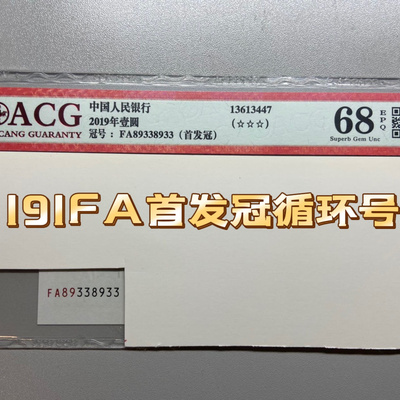 ACG
CANG GUARANTY
中国人民银行
2019年壹圆
冠号：FA89338933（首发冠）
13613447
(☆☆☆)
68
EPQ
Superb Gem Unc
191FA首发冠循环号
FA89338933